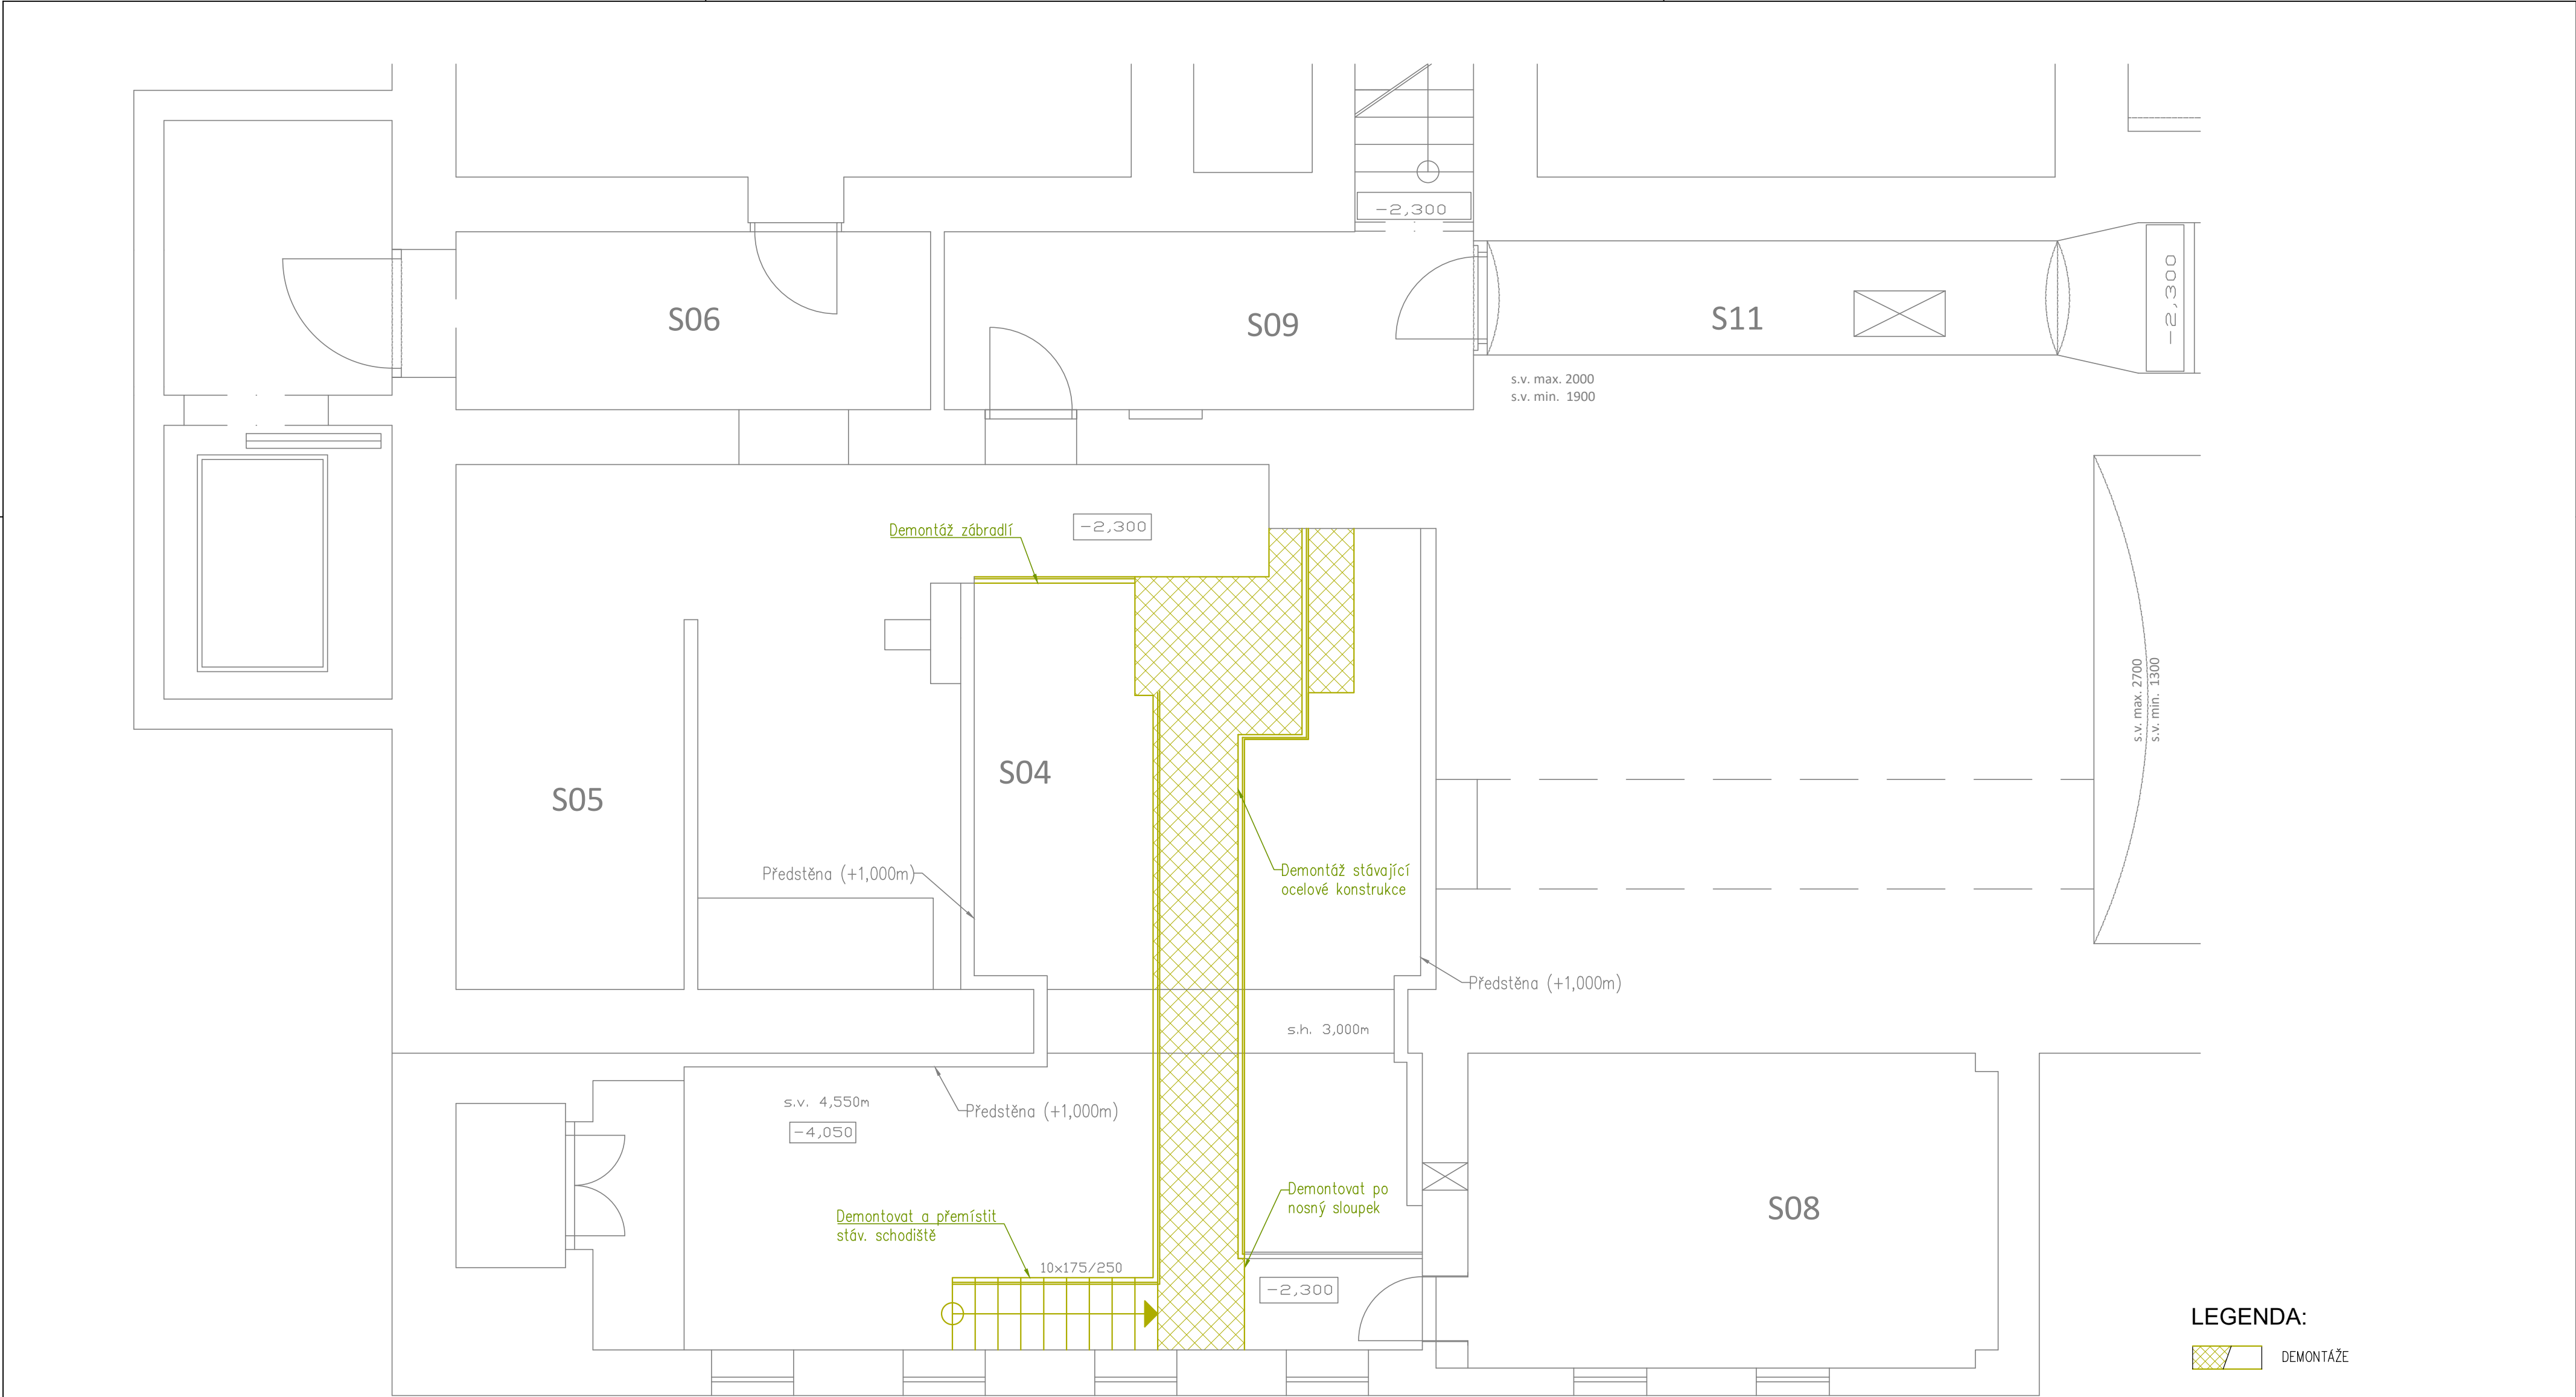 -2,300
S06
S09
S11
-2,300
s.v. max. 2000
s.v. min. 1900
Demontáž zábradlí
-2,300
s.v. max. 2700
s.v. min. 1300
S04
S05
Předstěna (+1,000m)
Demontáž stávající
ocelové konstrukce
Předstěna (+1,000m)
s.h. 3,000m
s.v. 4,550m
-4,050
Předstěna (+1,000m)
Demontovat po
nosný sloupek
S08
Demontovat a přemístit
stáv. schodiště
10x175/250
-2,300
LEGENDA:
DEMONTÁŽE